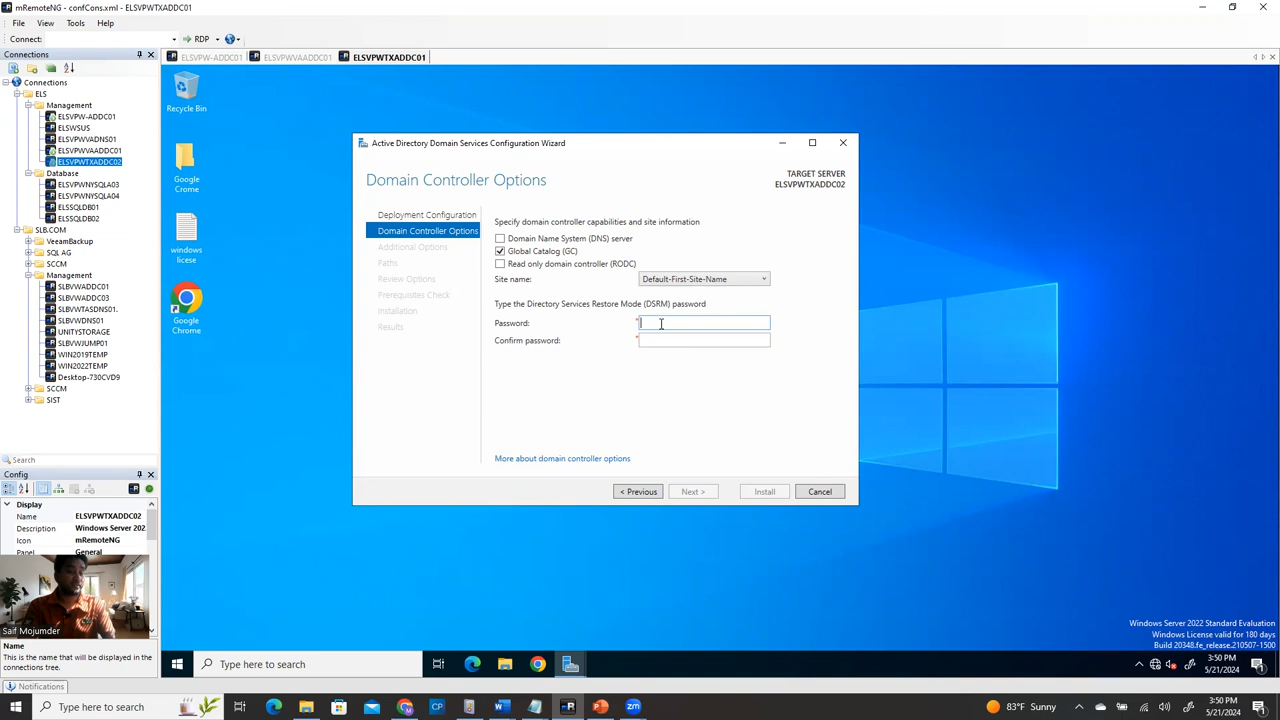 mRemoteNG - confCons.xml - ELSVPWTXADDC01
File View Tools Help
Connect: RDP
Connections
Connections
ELS
Management
ELSVPW-ADDC01
ELSWSUS
ELSVPWVADNS01
ELSVPWVAADDC01
ELSVPWTXADDC02
Database
ELSVPWNYSQLA03
ELSVPWNYSQLA04
ELSSQLDB01
ELSSQLDB02
SLB.COM
VeeamBackup
SQL AG
SCCM
Management
SLBVWADDC01
SLBVWADDC03
SLBVWTASDNS01.
SLBVWDNS01
UNITYSTORAGE
SLBVWJUMP01
WIN2019TEMP
WIN2022TEMP
Desktop-730CVD9
SCCM
SIST
Search
Config
Display
Name ELSVPWTXADDC02
Description Windows Server 202
Icon mRemoteNG
Panel General
Saif Mojumder
Name
This is the name that will be displayed in the
connections tree.
Notifications
ELSVPW-ADDC01 ELSVPWVAADDC01 ELSVPWTXADDC01
Recycle Bin
Google
Crome
windows
licese
Google
Chrome
Active Directory Domain Services Configuration Wizard
Domain Controller Options
TARGET SERVER
ELSVPWTXADDC02
Deployment Configuration
Domain Controller Options
Additional Options
Paths
Review Options
Prerequisites Check
Installation
Results
Specify domain controller capabilities and site information
Domain Name System (DNS) server
Global Catalog (GC)
Read only domain controller (RODC)
Site name: Default-First-Site-Name
Type the Directory Services Restore Mode (DSRM) password
Password: *
Confirm password: *
More about domain controller options
< Previous Next > Install Cancel
Windows Server 2022 Standard Evaluation
Windows License valid for 180 days
Build 20348.fe_release.210507-1500
Type here to search
3:50 PM
5/21/2024
Type here to search
83°F Sunny
3:50 PM
5/21/2024